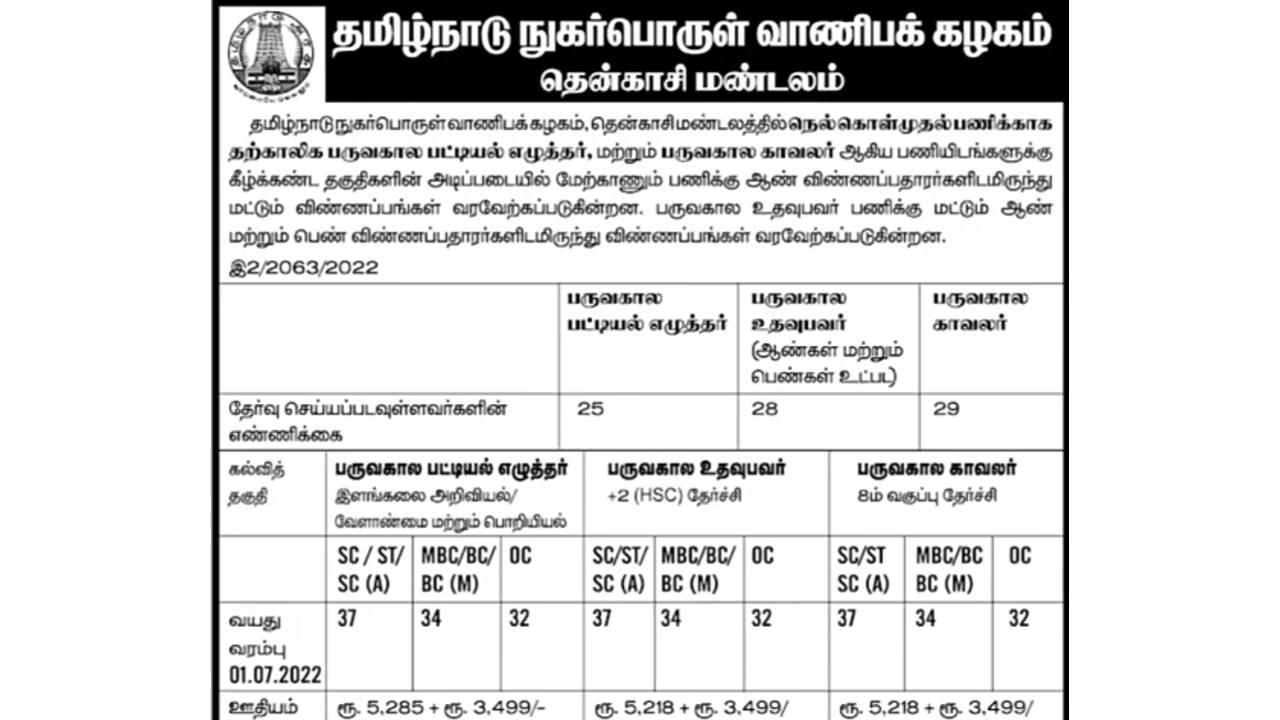 தமிழ்நாடு நுகர்பொருள் வாணிபக் கழகம்
தென்காசி மண்டலம்
தமிழ்நாடு நுகர்பொருள் வாணிபக் கழகம், தென்காசி மண்டலத்தில் நெல் கொள்முதல் பணிக்காக
தற்காலிக பருவகால பட்டியல் எழுத்தர், மற்றும் பருவகால காவலர் ஆகிய பணியிடங்களுக்கு
கீழ்க்கண்ட தகுதிகளின் அடிப்படையில் மேற்காணும் பணிக்கு ஆண் விண்ணப்பதாரர்களிடமிருந்து
மட்டும் விண்ணப்பங்கள் வரவேற்கப்படுகின்றன. பருவகால உதவுபவர் பணிக்கு மட்டும் ஆண்
மற்றும் பெண் விண்ணப்பதாரர்களிடமிருந்து விண்ணப்பங்கள் வரவேற்கப்படுகின்றன.
இ2/2063/2022
பருவகால பட்டியல் எழுத்தர்
பருவகால உதவுபவர் (ஆண்கள் மற்றும் பெண்கள் உட்பட)
பருவகால காவலர்
தேர்வு செய்யப்படவுள்ளவர்களின் எண்ணிக்கை 25 28 29
கல்வித் தகுதி
பருவகால பட்டியல் எழுத்தர்
இளங்கலை அறிவியல்/
வேளாண்மை மற்றும் பொறியியல்
பருவகால உதவுபவர்
+2 (HSC) தேர்ச்சி
பருவகால காவலர்
8ம் வகுப்பு தேர்ச்சி
SC / ST/ SC (A) MBC/BC/ BC (M) OC SC/ST/ SC (A) MBC/BC/ BC (M) OC SC/ST SC (A) MBC/BC BC (M) OC
வயது வரம்பு 01.07.2022 37 34 32 37 34 32 37 34 32
ஊதியம் ரூ. 5,285 + ரூ. 3,499/- ரூ. 5,218 + ரூ. 3,499/ ரூ. 5,218 + ரூ. 3,499/